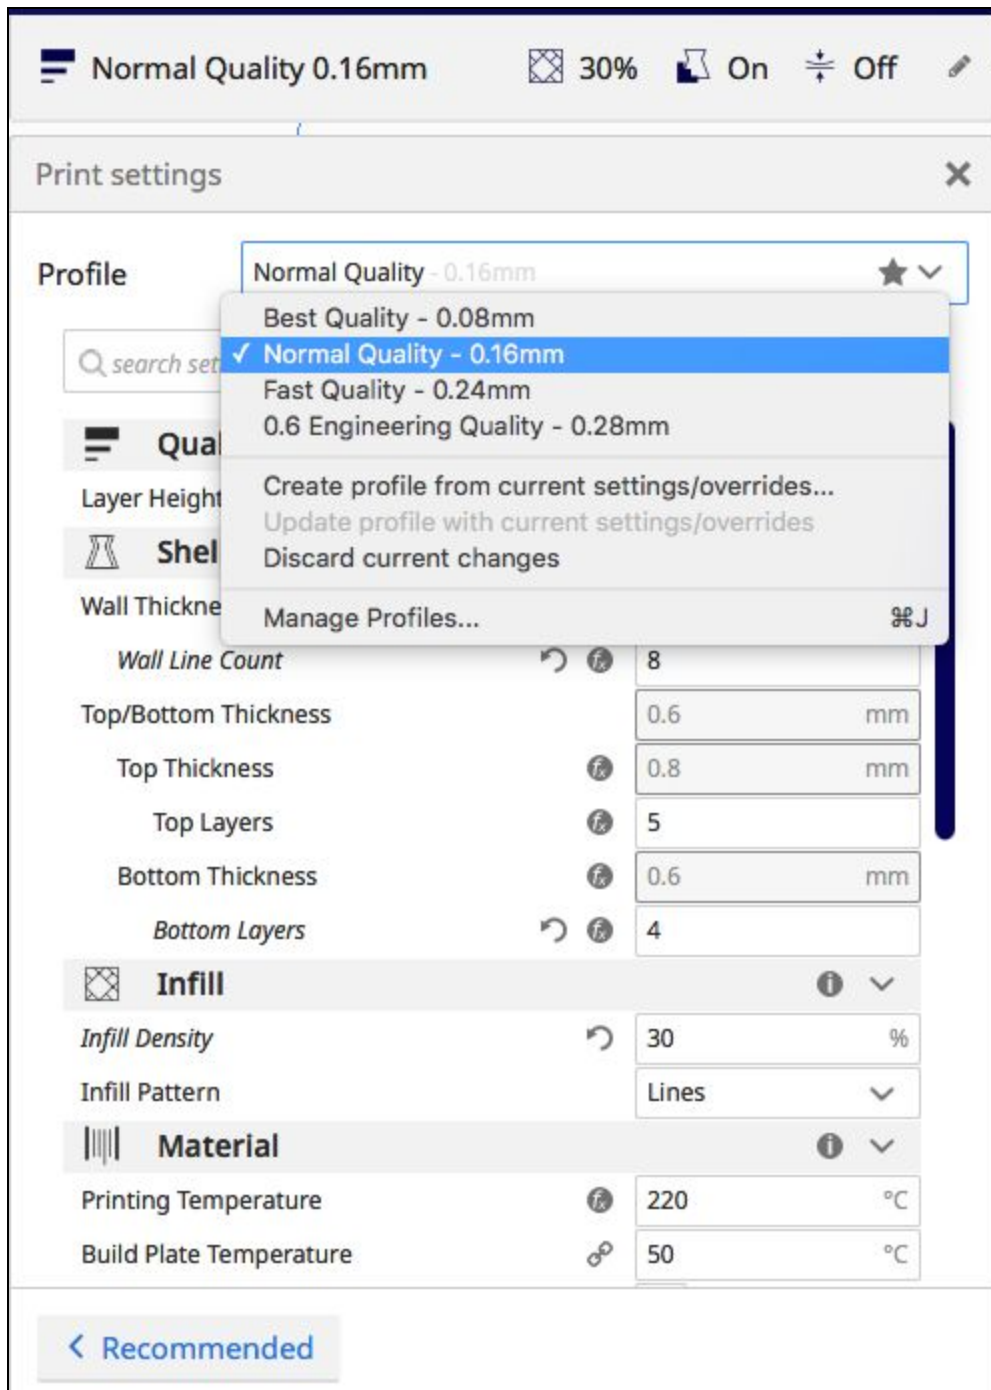 Normal Quality 0.16mm 30% On Off
Print settings
Profile Normal Quality - 0.16mm
Best Quality - 0.08mm
search set
✓ Normal Quality - 0.16mm
Fast Quality - 0.24mm
0.6 Engineering Quality - 0.28mm
Qual
Create profile from current settings/overrides...
Layer Height
Update profile with current settings/overrides
Shel
Discard current changes
Wall Thickne
Manage Profiles... ⌘J
Wall Line Count 8
Top/Bottom Thickness 0.6 mm
Top Thickness 0.8 mm
Top Layers 5
Bottom Thickness 0.6 mm
Bottom Layers 4
Infill
Infill Density 30 %
Infill Pattern Lines
Material
Printing Temperature 220 °C
Build Plate Temperature 50 °C
Recommended